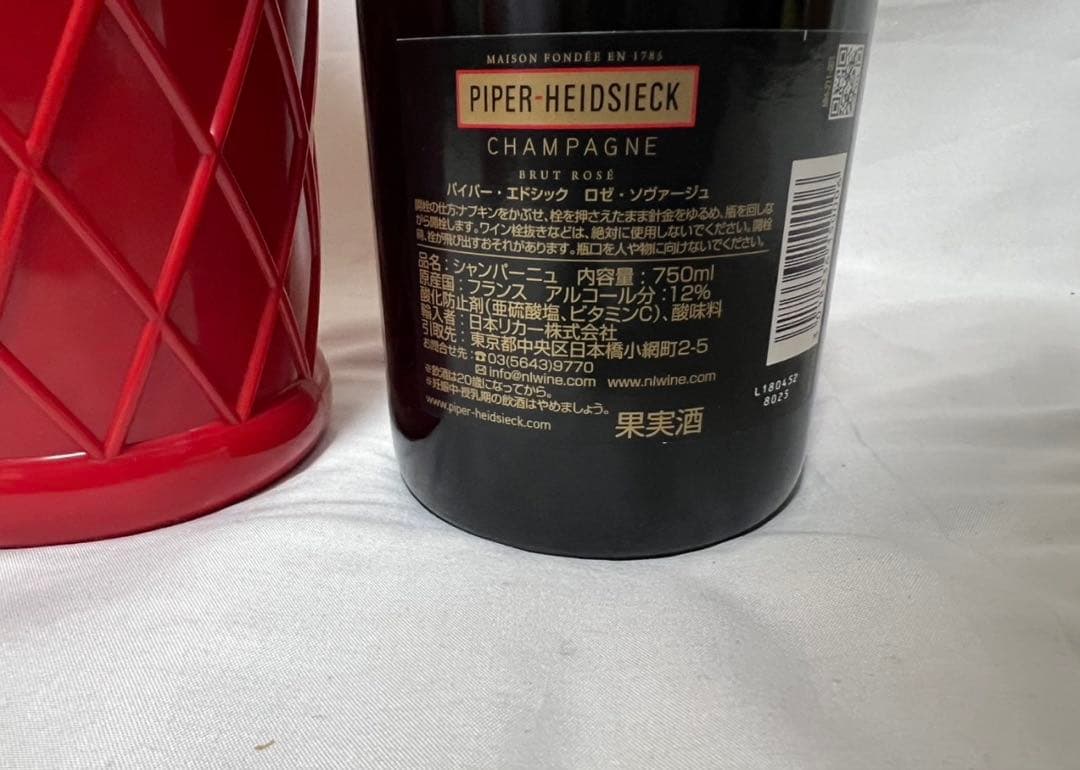 MAISON FONDÉE EN 1785
PIPER-HEIDSIECK
CHAMPAGNE
BRUT ROSÉ
パイパー・エドシック ロゼ・ソヴァージュ
開栓の仕方:ナプキンをかぶせ、栓を押さえたまま針金をゆるめ、瓶を回しな
がら開栓します。ワイン栓抜きなどは、絶対に使用しないでください。開栓
時、栓が飛び出すおそれがあります。瓶口を人や物に向けないでください。
品名:シャンパーニュ 内容量:750ml
原産国:フランス アルコール分:12%
酸化防止剤(亜硫酸塩、ビタミンC)、酸味料
輸入者:日本リカー株式会社
引取先:東京都中央区日本橋小網町2-5
お問合せ先:☎03(5643)9770
✉info@nlwine.com www.nlwine.com
※飲酒は20歳になってから。
※妊娠中・授乳期の飲酒はやめましょう。
www.piper-heidsieck.com
果実酒
L180452
8025